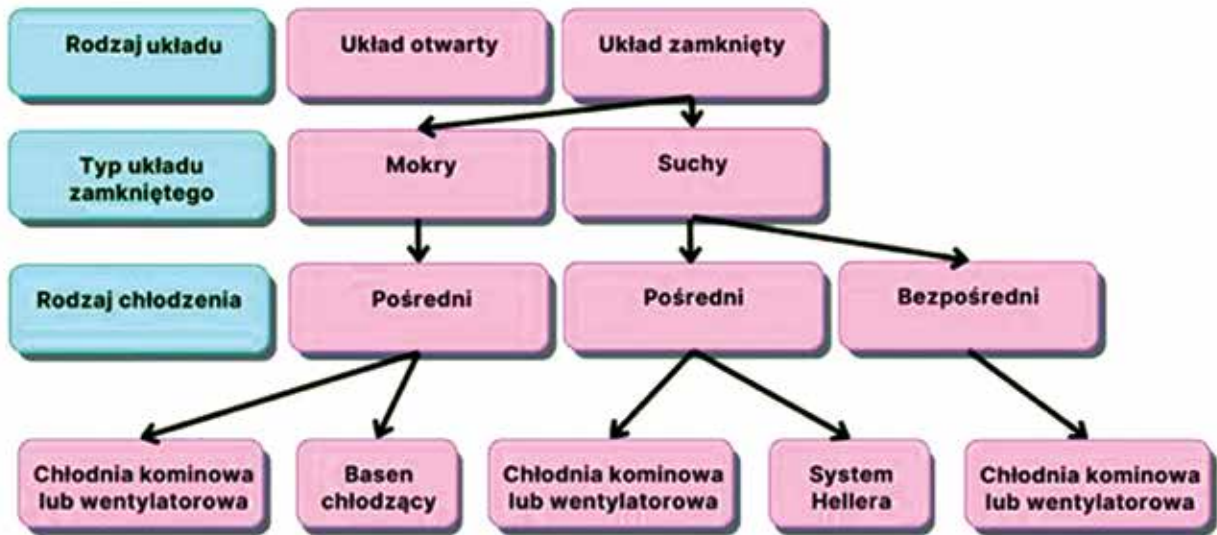 Rodzaj układu
Układ otwarty
Układ zamknięty
Typ układu
zamkniętego
Mokry
Suchy
Rodzaj chłodzenia
Pośredni
Pośredni
Bezpośredni
Chłodnia kominowa
lub wentylatorowa
Basen
chłodzący
Chłodnia kominowa
lub wentylatorowa
System
Hellera
Chłodnia kominowa
lub wentylatorowa